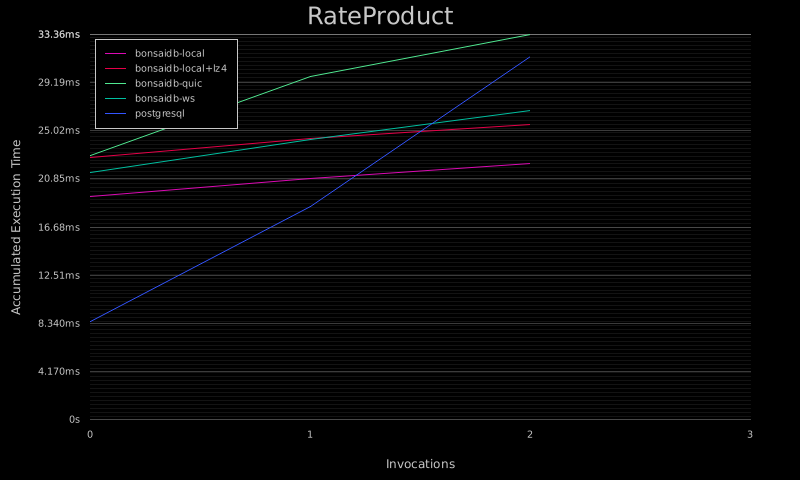 RateProduct
33.36ms
29.19ms
25.02ms
20.85ms
16.68ms
12.51ms
8.340ms
4.170ms
0s
bonsaidb-local
bonsaidb-local+lz4
bonsaidb-quic
bonsaidb-ws
postgresql
Accumulated Execution Time
0 1 2 3
Invocations